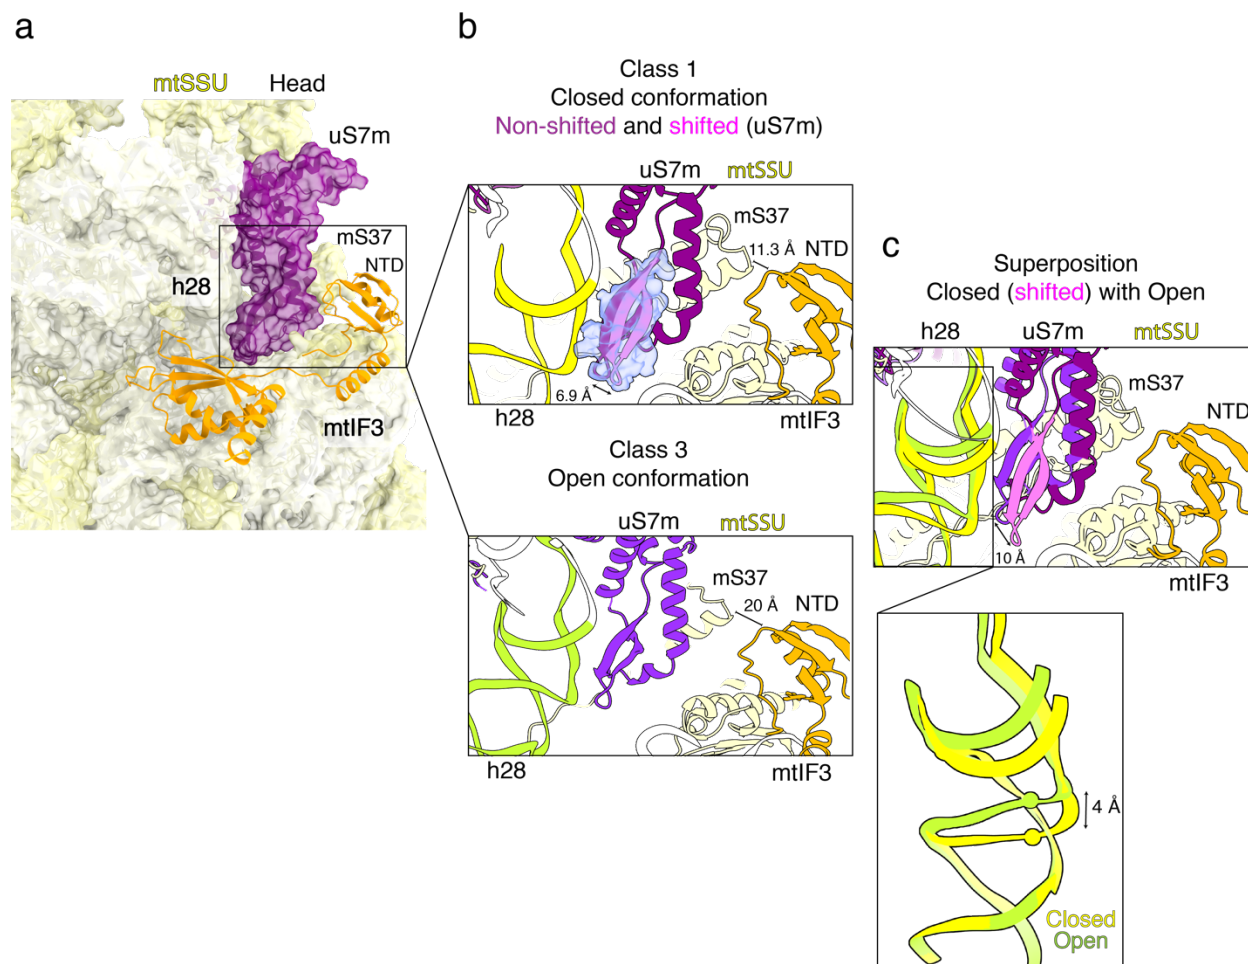 a
mtSSU Head
uS7m
mS37
NTD
h28
mtIF3
b
Class 1
Closed conformation
Non-shifted and shifted (uS7m)
uS7m mtSSU
mS37
11.3 Å
NTD
6.9 Å
h28
mtIF3
Class 3
Open conformation
uS7m mtSSU
mS37
20 Å
NTD
h28
mtIF3
c
Superposition
Closed (shifted) with Open
h28 uS7m mtSSU
mS37
NTD
10 Å
mtIF3
4 Å
Closed
Open